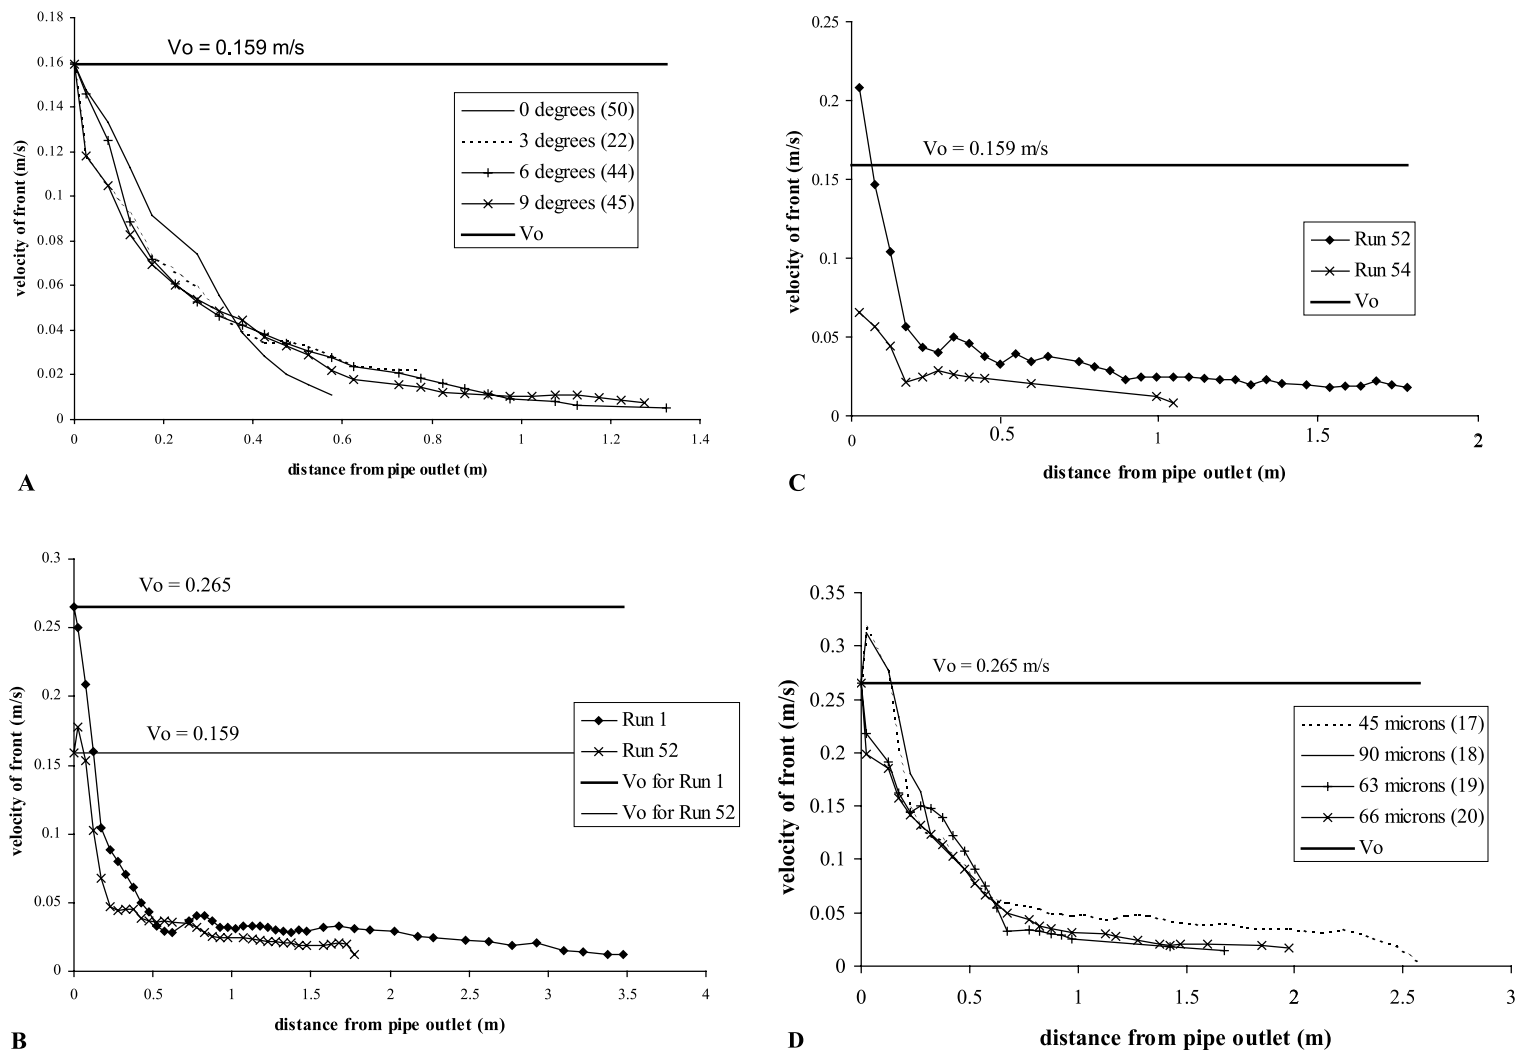 0.18
0.16
0.14
0.12
0.1
0.08
0.06
0.04
0.02
0
velocity of front (m/s)
Vo = 0.159 m/s
0 degrees (50)
3 degrees (22)
6 degrees (44)
9 degrees (45)
Vo
0 0.2 0.4 0.6 0.8 1 1.2 1.4
distance from pipe outlet (m)
A
0.25
0.2
0.15
0.1
0.05
0
velocity of front (m/s)
Vo = 0.159 m/s
Run 52
Run 54
Vo
0 0.5 1 1.5 2
distance from pipe outlet (m)
C
0.3
0.25
0.2
0.15
0.1
0.05
0
velocity of front (m/s)
Vo = 0.265
Vo = 0.159
Run 1
Run 52
Vo for Run 1
Vo for Run 52
0 0.5 1 1.5 2 2.5 3 3.5 4
distance from pipe outlet (m)
B
0.35
0.3
0.25
0.2
0.15
0.1
0.05
0
velocity of front (m/s)
Vo = 0.265 m/s
45 microns (17)
90 microns (18)
63 microns (19)
66 microns (20)
Vo
0 0.5 1 1.5 2 2.5 3
distance from pipe outlet (m)
D